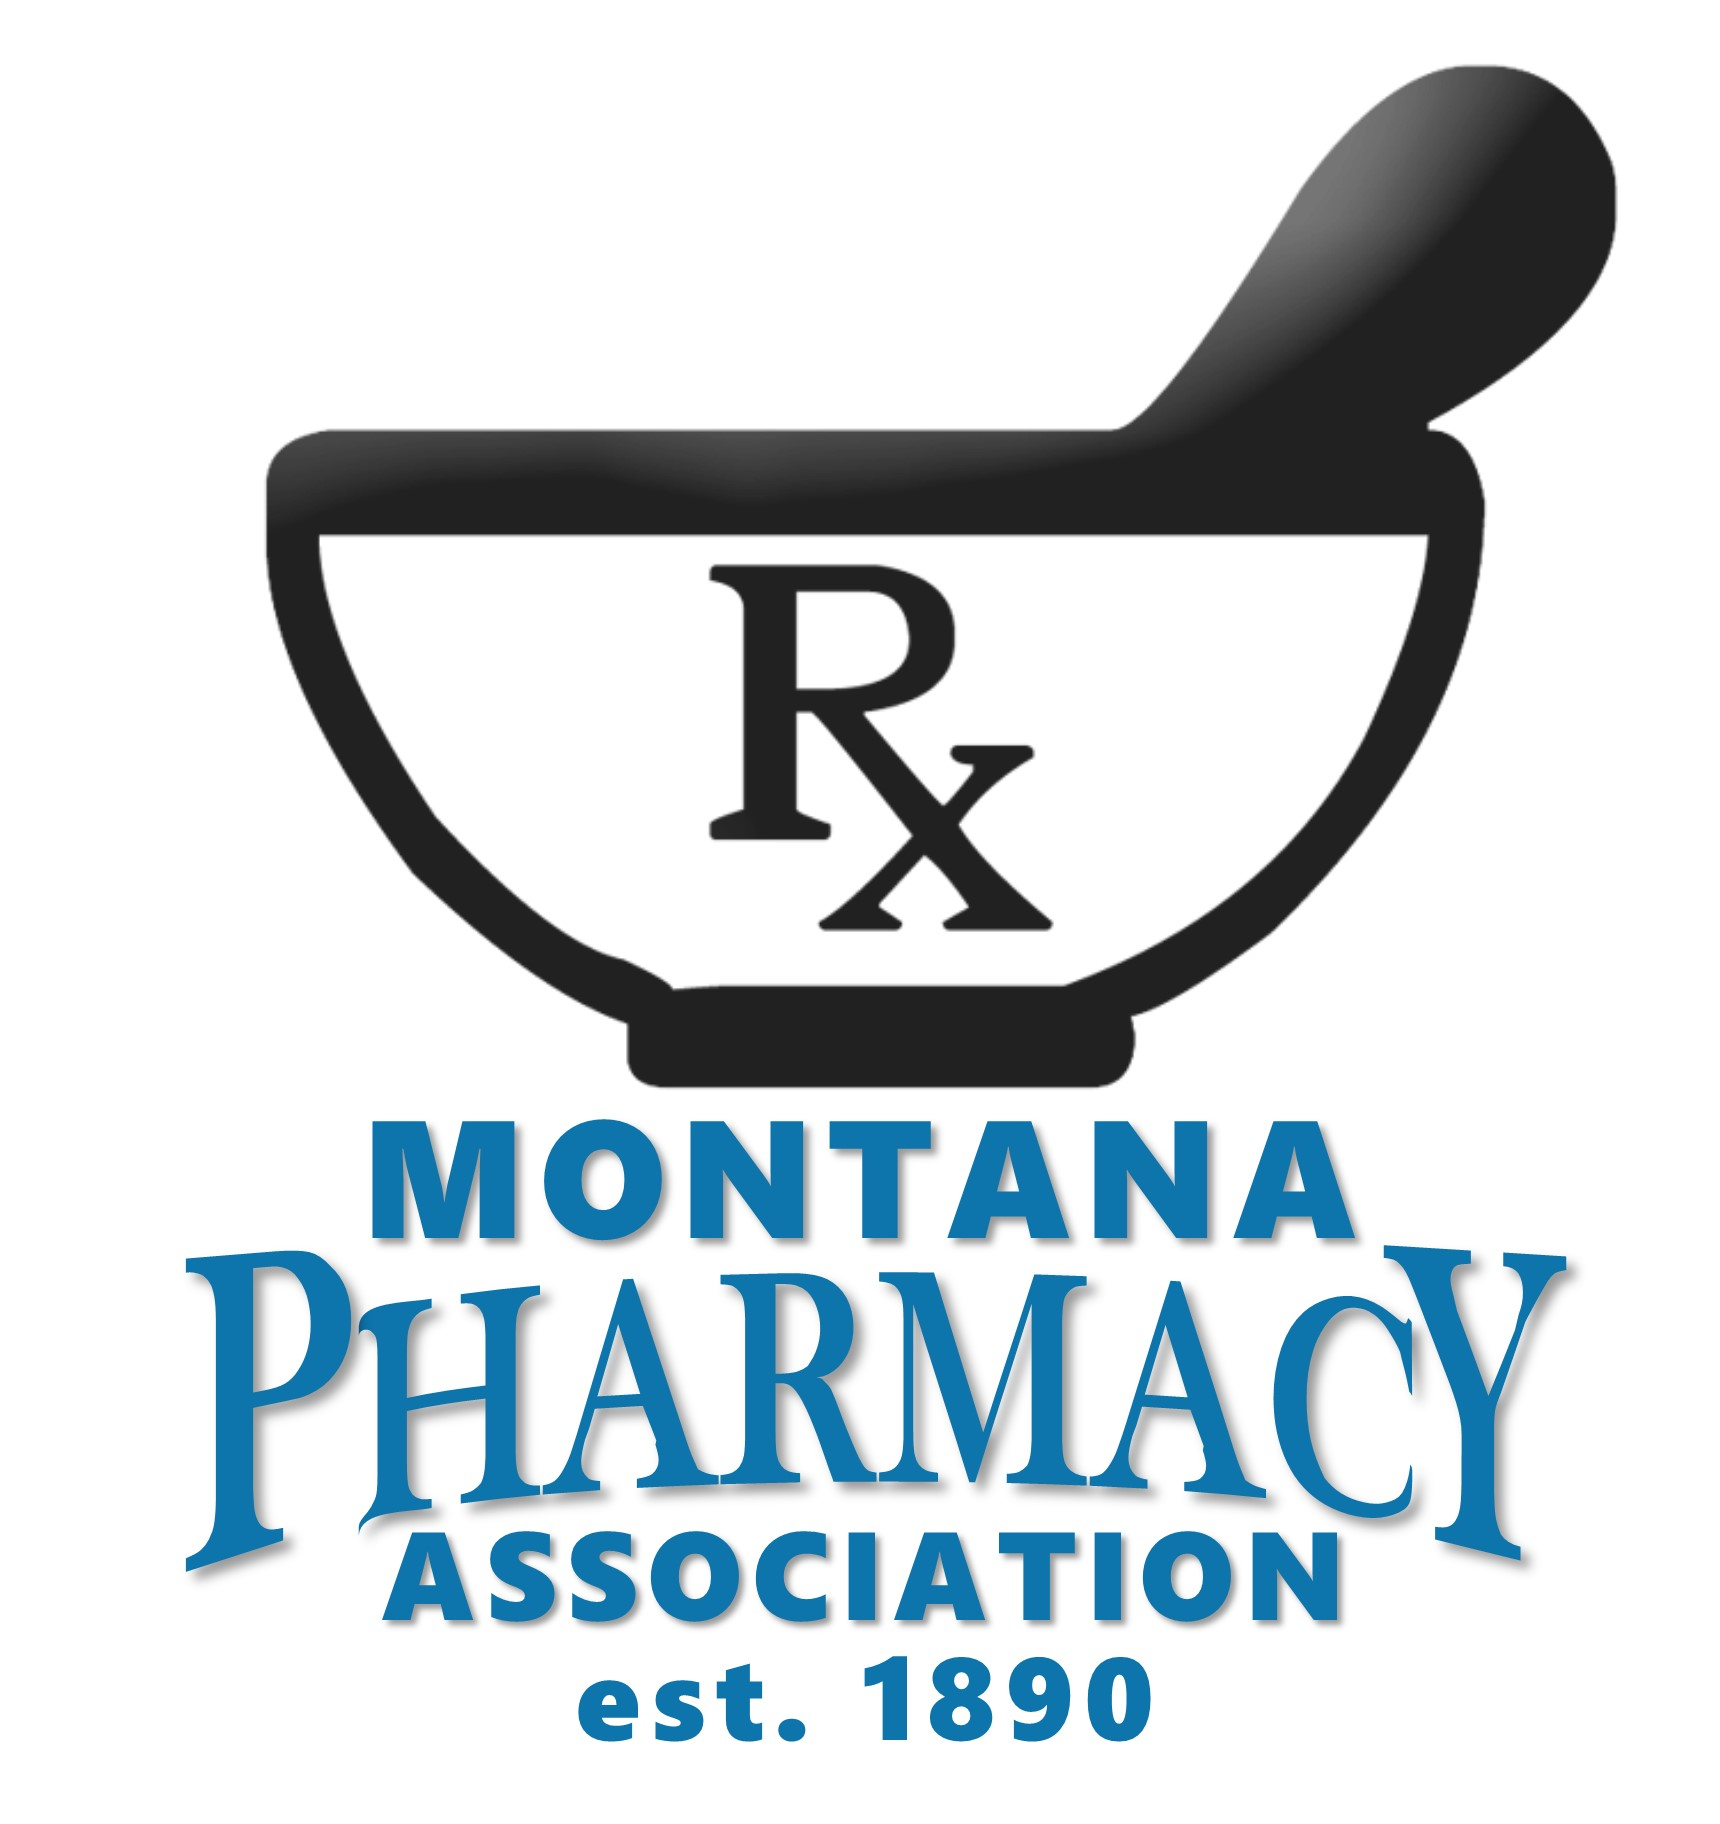 Rx
MONTANA
PHARMACY
ASSOCIATION
est. 1890